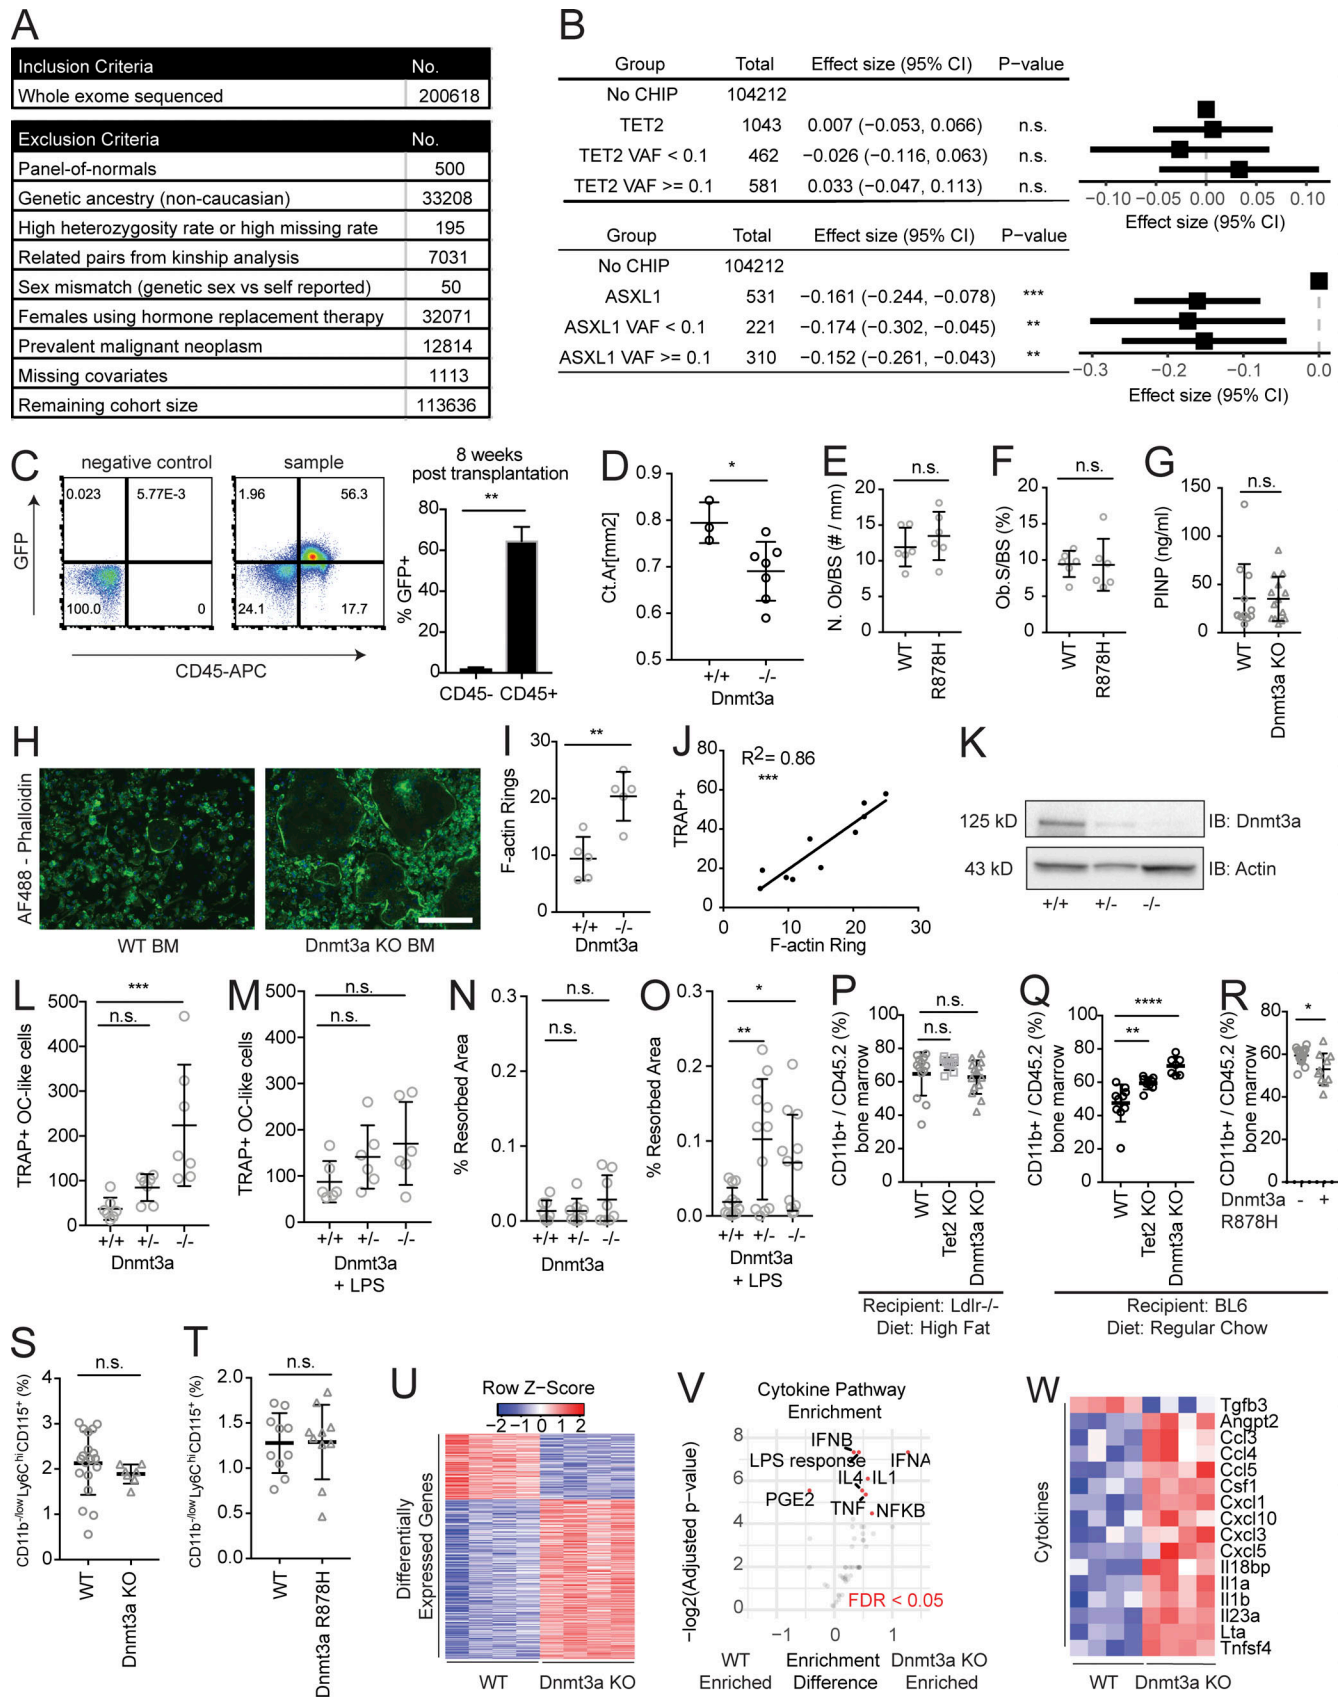 A
Inclusion Criteria No.
Whole exome sequenced 200618
Exclusion Criteria No.
Panel-of-normals 500
Genetic ancestry (non-caucasian) 33208
High heterozygosity rate or high missing rate 195
Related pairs from kinship analysis 7031
Sex mismatch (genetic sex vs self reported) 50
Females using hormone replacement therapy 32071
Prevalent malignant neoplasm 12814
Missing covariates 1113
Remaining cohort size 113636
B
Group Total Effect size (95% CI) P−value
No CHIP 104212
TET2 1043 0.007 (−0.053, 0.066) n.s.
TET2 VAF < 0.1 462 −0.026 (−0.116, 0.063) n.s.
TET2 VAF >= 0.1 581 0.033 (−0.047, 0.113) n.s.
−0.10 −0.05 0.00 0.05 0.10
Effect size (95% CI)
Group Total Effect size (95% CI) P−value
No CHIP 104212
ASXL1 531 −0.161 (−0.244, −0.078) ***
ASXL1 VAF < 0.1 221 −0.174 (−0.302, −0.045) **
ASXL1 VAF >= 0.1 310 −0.152 (−0.261, −0.043) **
−0.3 −0.2 −0.1 0.0
Effect size (95% CI)
C
negative control sample
0.023 5.77E-3
100.0 0
1.96 56.3
24.1 17.7
GFP
CD45-APC
8 weeks
post transplantation
**
% GFP+
80
60
40
20
0
CD45- CD45+
D
*
Ct.Ar[mm2]
0.9
0.8
0.7
0.6
0.5
+/+ -/-
Dnmt3a
E
n.s.
N. Ob/BS (# / mm)
20
15
10
5
0
WT R878H
F
n.s.
Ob.S/BS (%)
20
15
10
5
0
WT R878H
G
n.s.
PINP (ng/ml)
150
100
50
0
WT Dnmt3a KO
H
AF488 - Phalloidin
WT BM Dnmt3a KO BM
I
**
F-actin Rings
30
20
10
0
+/+ -/-
Dnmt3a
J
R2= 0.86
***
TRAP+
80
60
40
20
0
0 10 20 30
F-actin Ring
K
125 kD IB: Dnmt3a
43 kD IB: Actin
+/+ +/- -/-
L
***
n.s.
TRAP+ OC-like cells
500
400
300
200
100
0
+/+ +/- -/-
Dnmt3a
M
n.s.
n.s.
TRAP+ OC-like cells
500
400
300
200
100
0
+/+ +/- -/-
Dnmt3a
+ LPS
N
n.s.
n.s.
% Resorbed Area
0.3
0.2
0.1
0.0
+/+ +/- -/-
Dnmt3a
O
*
**
% Resorbed Area
0.3
0.2
0.1
0.0
+/+ +/- -/-
Dnmt3a
+ LPS
P
n.s.
n.s.
CD11b+ / CD45.2 (%)
bone marrow
100
80
60
40
20
0
WT Tet2 KO Dnmt3a KO
Recipient: Ldlr-/-
Diet: High Fat
Q
****
**
CD11b+ / CD45.2 (%)
bone marrow
100
80
60
40
20
0
WT Tet2 KO Dnmt3a KO
R
*
CD11b+ / CD45.2 (%)
bone marrow
80
60
40
20
0
Dnmt3a - +
R878H
Recipient: BL6
Diet: Regular Chow
S
n.s.
CD11b-/low Ly6C hi CD115+ (%)
4
3
2
1
0
WT Dnmt3a KO
T
n.s.
CD11b-/low Ly6C hi CD115+ (%)
2.0
1.5
1.0
0.5
0.0
WT Dnmt3a R878H
U
Row Z−Score
−2 −1 0 1 2
Differentially
Expressed Genes
WT Dnmt3a KO
V
Cytokine Pathway
Enrichment
−log2(Adjusted p−value)
8
6
4
2
0
IFNB
LPS response IFNA
IL4 IL1
PGE2
TNF NFKB
FDR < 0.05
−1 0 1
WT
Enriched
Enrichment
Difference
Dnmt3a KO
Enriched
W
Cytokines
Tgfb3
Angpt2
Ccl3
Ccl4
Ccl5
Csf1
Cxcl1
Cxcl10
Cxcl3
Cxcl5
Il18bp
Il1a
Il1b
Il23a
Lta
Tnfsf4
WT Dnmt3a KO